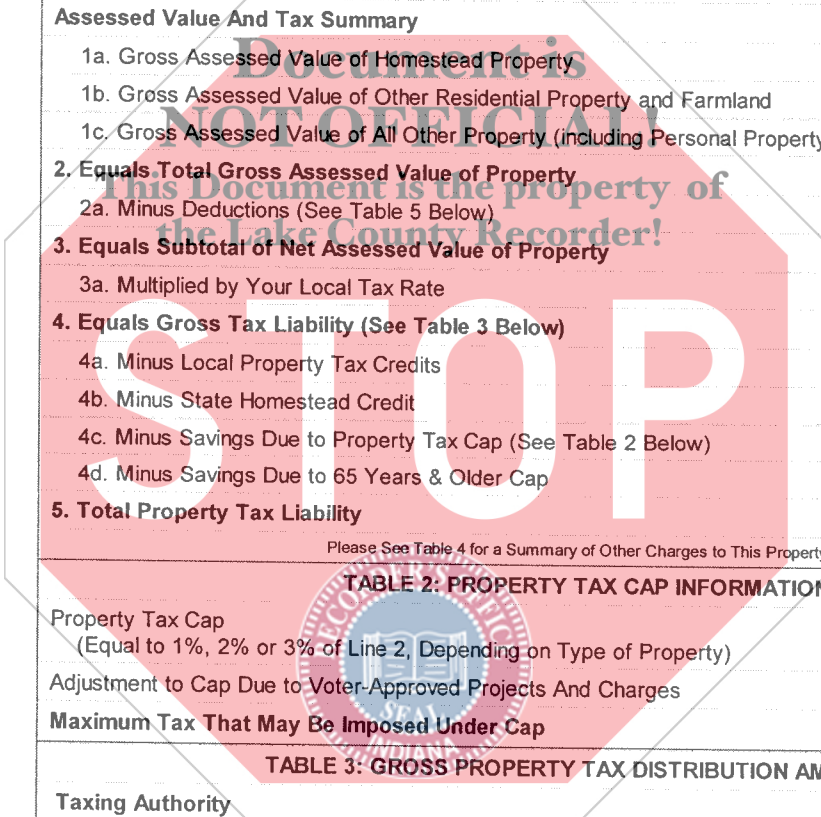 Assessed Value And Tax Summary
Document is
1a. Gross Assessed Value of Homestead Property
1b. Gross Assessed Value of Other Residential Property and Farmland
NOT OFFICIAL!
1c. Gross Assessed Value of All Other Property (including Personal Property
2. Equals Total Gross Assessed Value of Property
This Document is the property of
2a. Minus Deductions (See Table 5 Below)
the Lake County Recorder!
3. Equals Subtotal of Net Assessed Value of Property
3a. Multiplied by Your Local Tax Rate
STOP
4. Equals Gross Tax Liability (See Table 3 Below)
4a. Minus Local Property Tax Credits
4b. Minus State Homestead Credit
4c. Minus Savings Due to Property Tax Cap (See Table 2 Below)
4d. Minus Savings Due to 65 Years & Older Cap
5. Total Property Tax Liability
Please See Table 4 for a Summary of Other Charges to This Property
TABLE 2: PROPERTY TAX CAP INFORMATION
Property Tax Cap
(Equal to 1%, 2% or 3% of Line 2, Depending on Type of Property)
Adjustment to Cap Due to Voter-Approved Projects And Charges
SEAL
Maximum Tax That May Be Imposed Under Cap
INDIANA
TABLE 3: GROSS PROPERTY TAX DISTRIBUTION AM
Taxing Authority